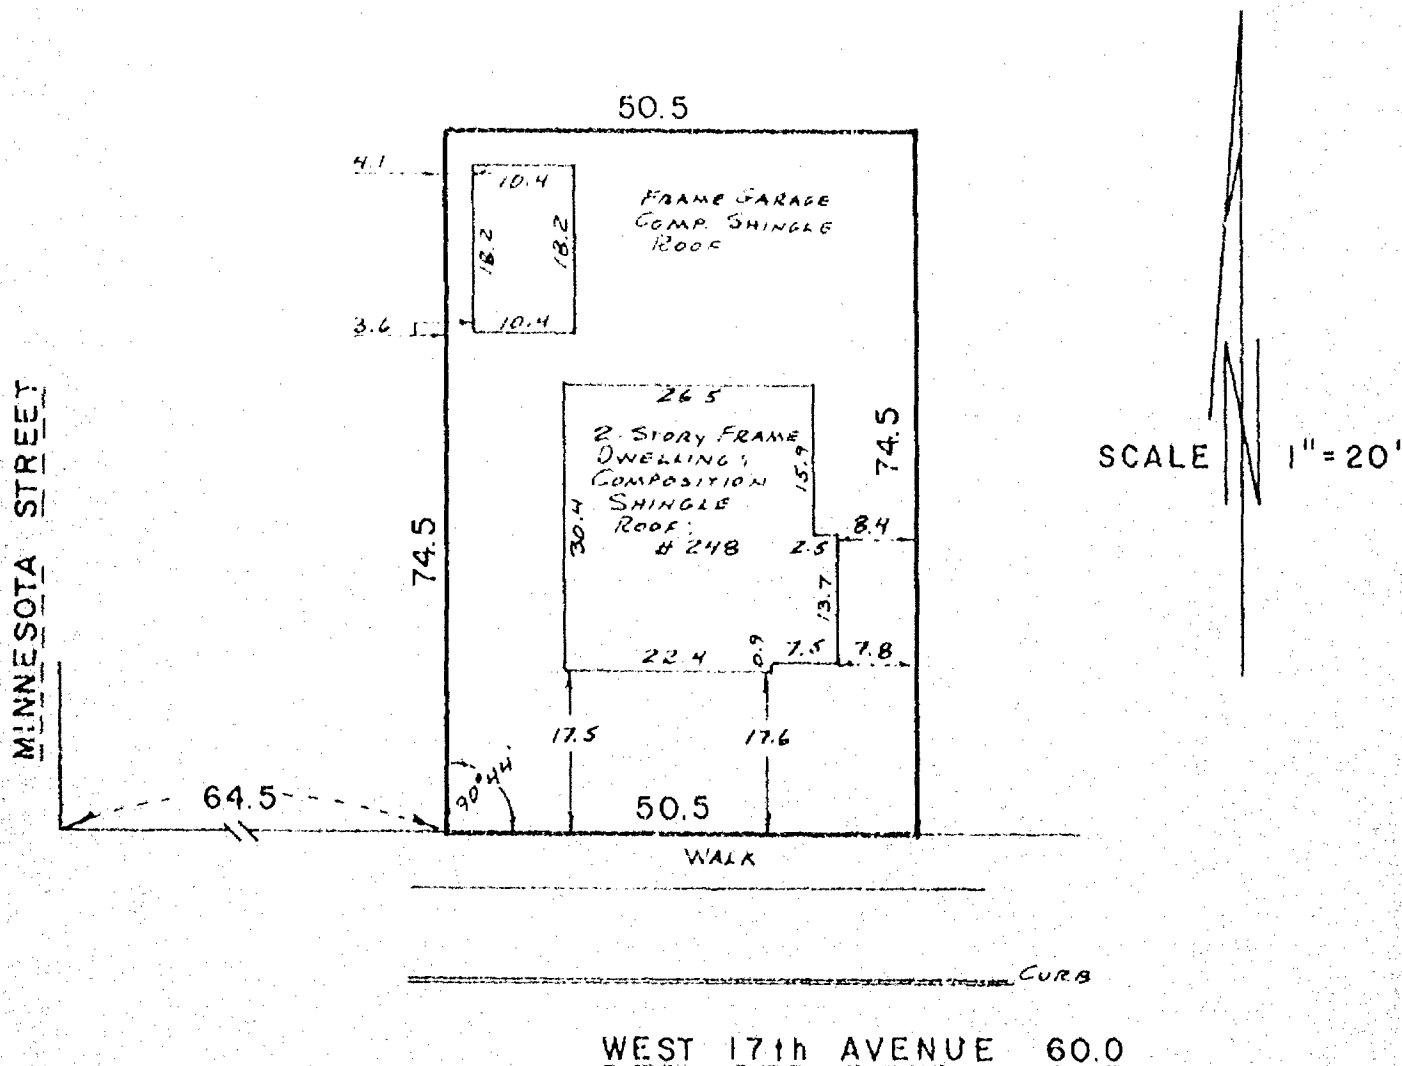 50.5
4.1
10.4
FRAME GARAGE
COMP. SHINGLE
ROOF
18.2
18.2
3.6
10.4
MINNESOTA STREET
26.5
2-STORY FRAME
DWELLING;
COMPOSITION
SHINGLE
ROOF;
# 248
15.9
74.5
SCALE 1" = 20'
N
30.4
74.5
2.5
8.4
13.7
22.4
0.9
7.5
7.8
17.5
17.6
90° 44'
64.5
50.5
WALK
CURB
WEST 17th AVENUE 60.0